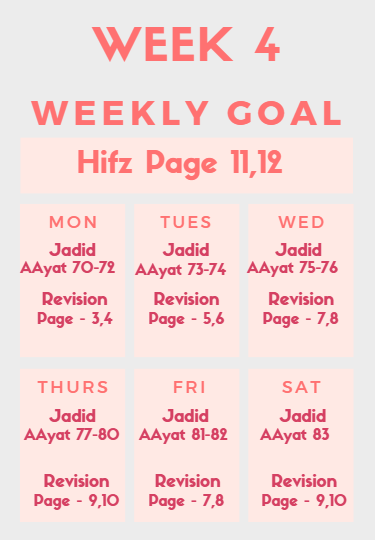 WEEK 4
WEEKLY GOAL
Hifz Page 11,12
MON
Jadid
AAyat 70-72
Revision
Page - 3,4
TUES
Jadid
AAyat 73-74
Revision
Page - 5,6
WED
Jadid
AAyat 75-76
Revision
Page - 7,8
THURS
Jadid
AAyat 77-80
Revision
Page - 9,10
FRI
Jadid
AAyat 81-82
Revision
Page - 7,8
SAT
Jadid
AAyat 83
Revision
Page - 9,10